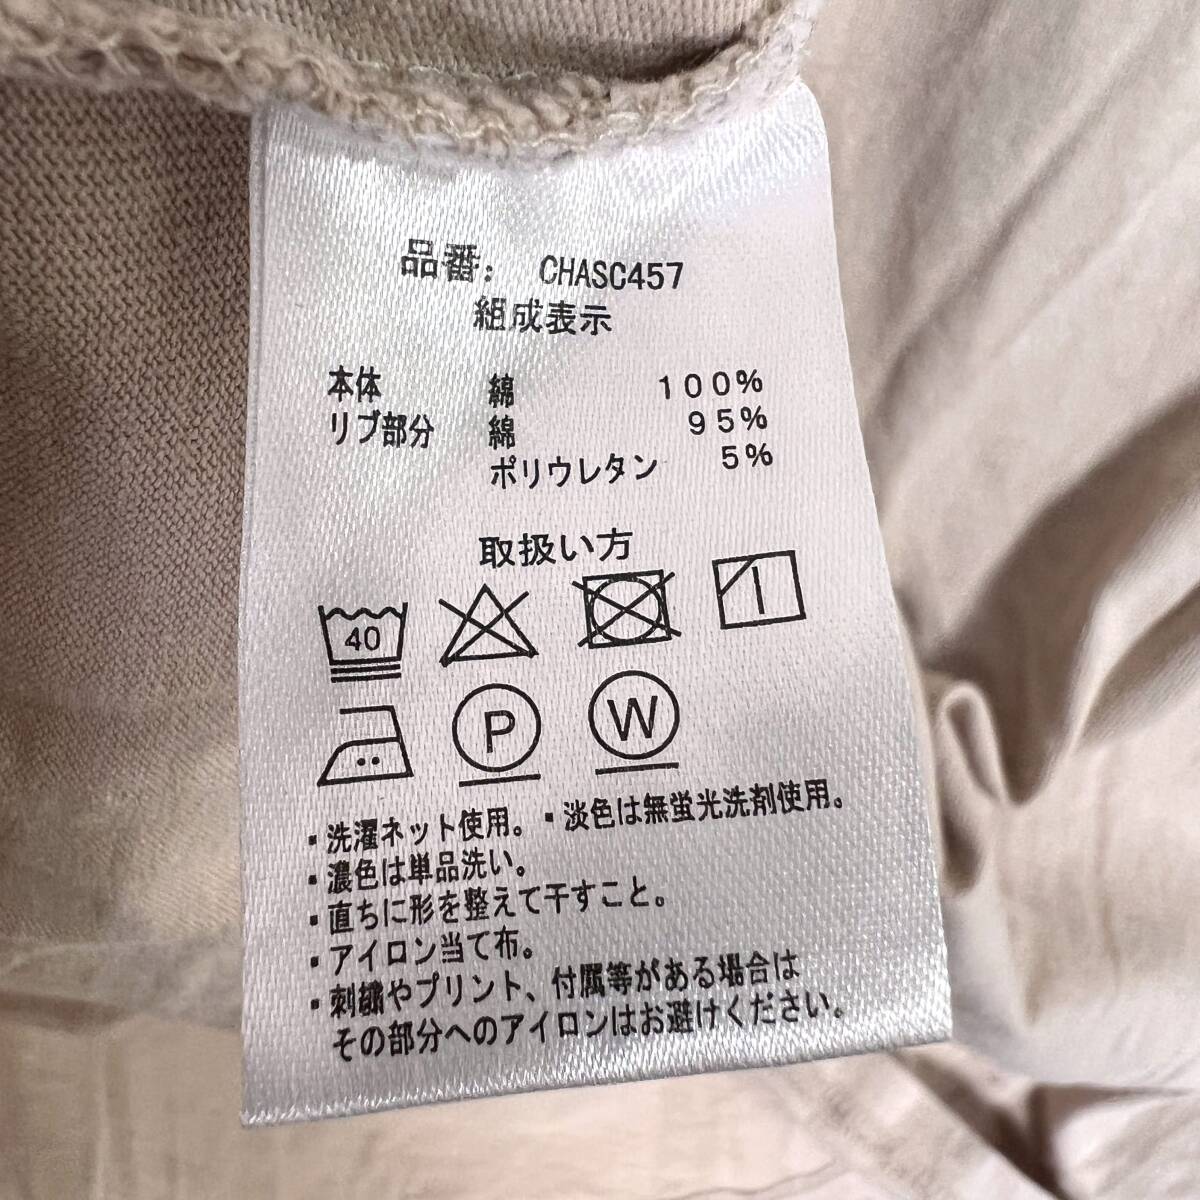 品番： CHASC457
組成表示
本体 綿 100%
リブ部分 綿 95%
ポリウレタン 5%
取扱い方
40
P W
・洗濯ネット使用。・淡色は無蛍光洗剤使用。
・濃色は単品洗い。
・直ちに形を整えて干すこと。
・アイロン当て布。
・刺繍やプリント、付属等がある場合は
その部分へのアイロンはお避けください。